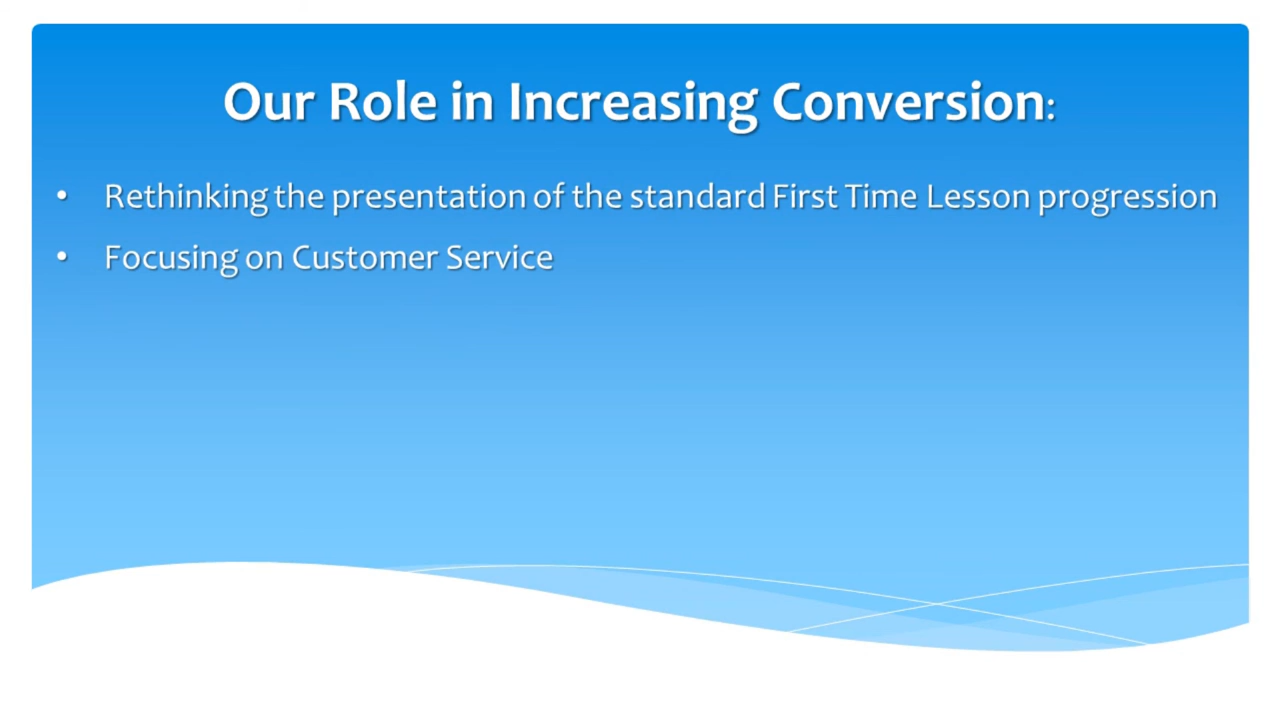 Our Role in Increasing Conversion:
• Rethinking the presentation of the standard First Time Lesson progression
• Focusing on Customer Service